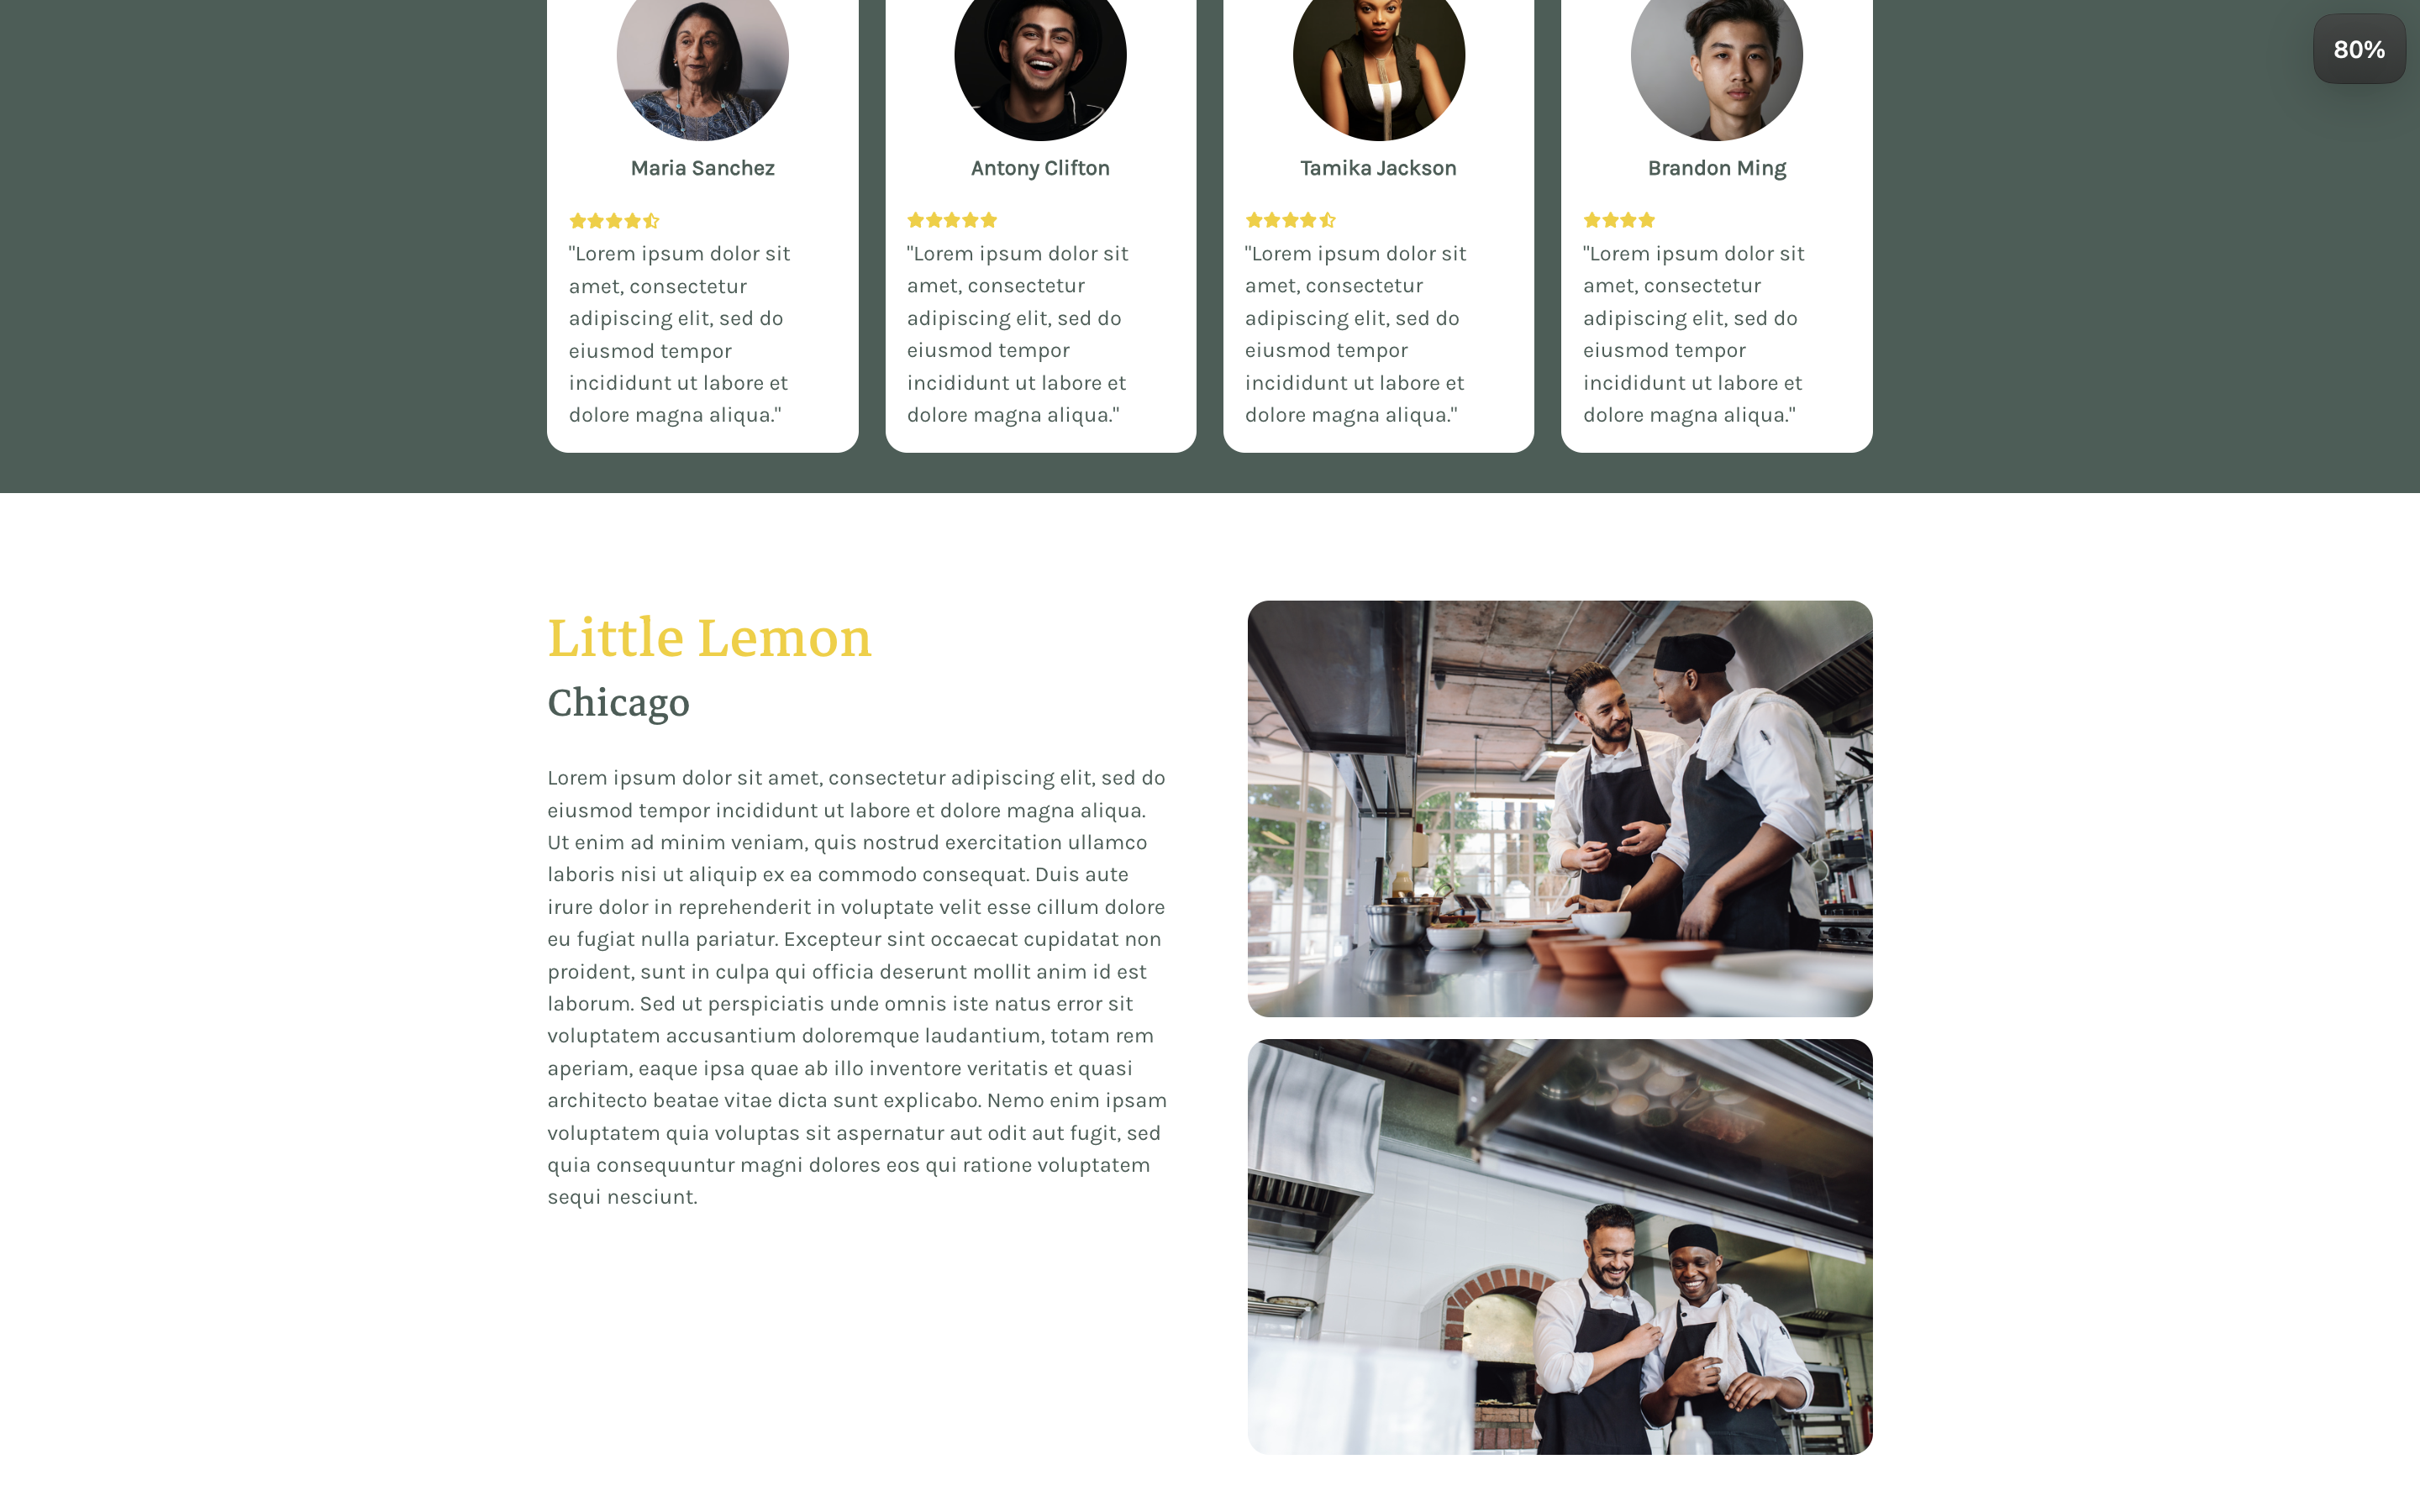 80%
Maria Sanchez
"Lorem ipsum dolor sit
amet, consectetur
adipiscing elit, sed do
eiusmod tempor
incididunt ut labore et
dolore magna aliqua."
Antony Clifton
"Lorem ipsum dolor sit
amet, consectetur
adipiscing elit, sed do
eiusmod tempor
incididunt ut labore et
dolore magna aliqua."
Tamika Jackson
"Lorem ipsum dolor sit
amet, consectetur
adipiscing elit, sed do
eiusmod tempor
incididunt ut labore et
dolore magna aliqua."
Brandon Ming
"Lorem ipsum dolor sit
amet, consectetur
adipiscing elit, sed do
eiusmod tempor
incididunt ut labore et
dolore magna aliqua."
Little Lemon
Chicago
Lorem ipsum dolor sit amet, consectetur adipiscing elit, sed do
eiusmod tempor incididunt ut labore et dolore magna aliqua.
Ut enim ad minim veniam, quis nostrud exercitation ullamco
laboris nisi ut aliquip ex ea commodo consequat. Duis aute
irure dolor in reprehenderit in voluptate velit esse cillum dolore
eu fugiat nulla pariatur. Excepteur sint occaecat cupidatat non
proident, sunt in culpa qui officia deserunt mollit anim id est
laborum. Sed ut perspiciatis unde omnis iste natus error sit
voluptatem accusantium doloremque laudantium, totam rem
aperiam, eaque ipsa quae ab illo inventore veritatis et quasi
architecto beatae vitae dicta sunt explicabo. Nemo enim ipsam
voluptatem quia voluptas sit aspernatur aut odit aut fugit, sed
quia consequuntur magni dolores eos qui ratione voluptatem
sequi nesciunt.